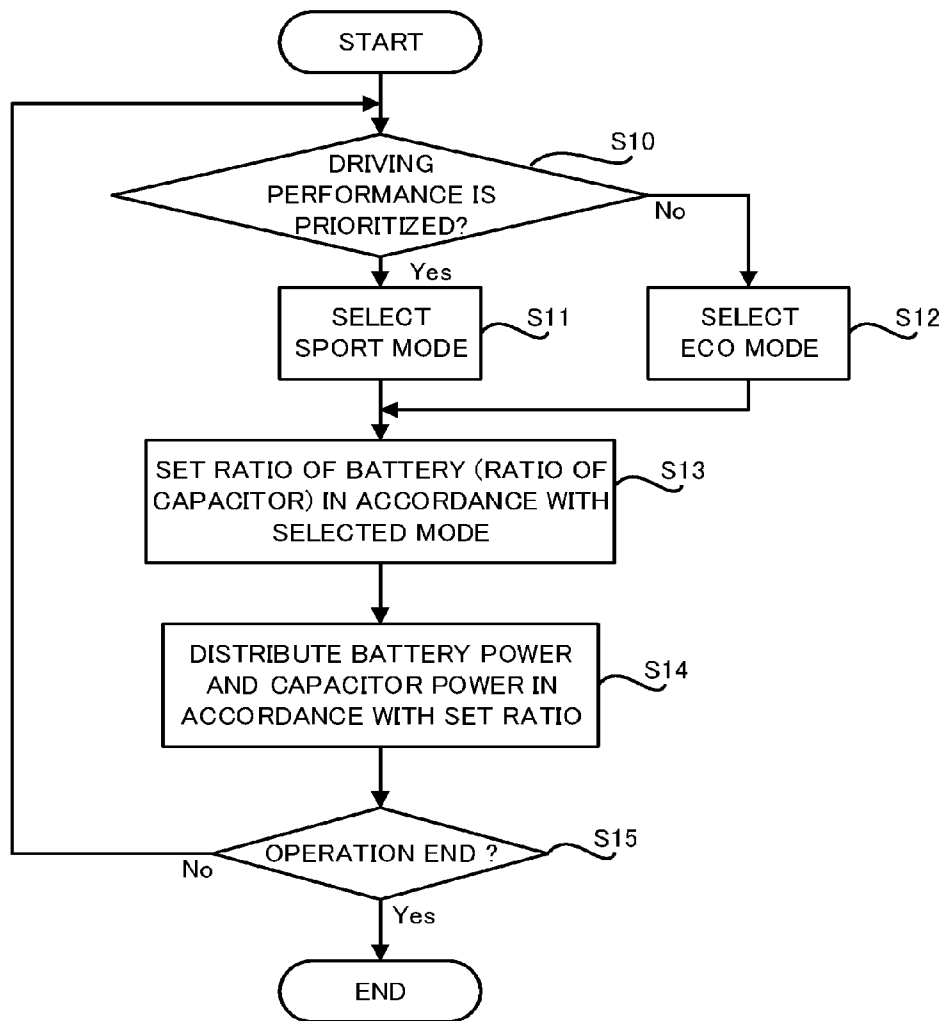 START
S10
DRIVING
PERFORMANCE IS
PRIORITIZED?
No
Yes
SELECT
SPORT MODE
S11
SELECT
ECO MODE
S12
SET RATIO OF BATTERY (RATIO OF
CAPACITOR) IN ACCORDANCE WITH
SELECTED MODE
S13
DISTRIBUTE BATTERY POWER
AND CAPACITOR POWER IN
ACCORDANCE WITH SET RATIO
S14
OPERATION END ?
S15
No
Yes
END